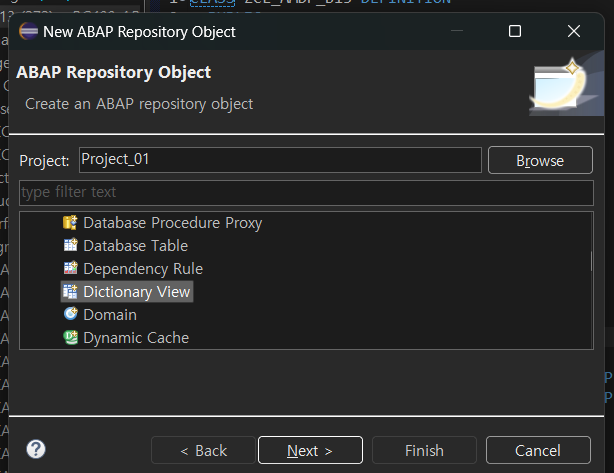 New ABAP Repository Object
ABAP Repository Object
Create an ABAP repository object
Project: Project_01 Browse
type filter text
Database Procedure Proxy
Database Table
Dependency Rule
Dictionary View
Domain
Dynamic Cache
? < Back Next > Finish Cancel